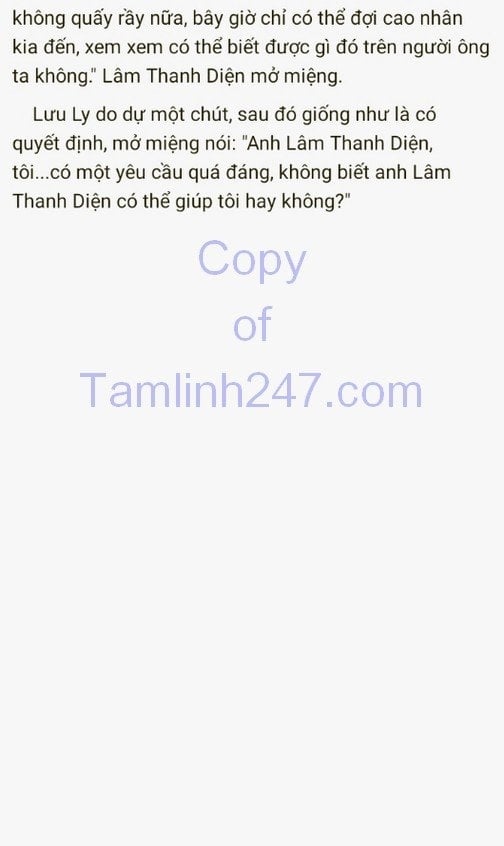 không quấy rầy nữa, bây giờ chỉ có thể đợi cao nhân
kia đến, xem xem có thể biết được gì đó trên người ông
ta không." Lâm Thanh Diện mở miệng.
Lưu Ly do dự một chút, sau đó giống như là có
quyết định, mở miệng nói: "Anh Lâm Thanh Diện,
tôi...có một yêu cầu quá đáng, không biết anh Lâm
Thanh Diện có thể giúp tôi hay không?"
Copy
of
Tamlinh247.com